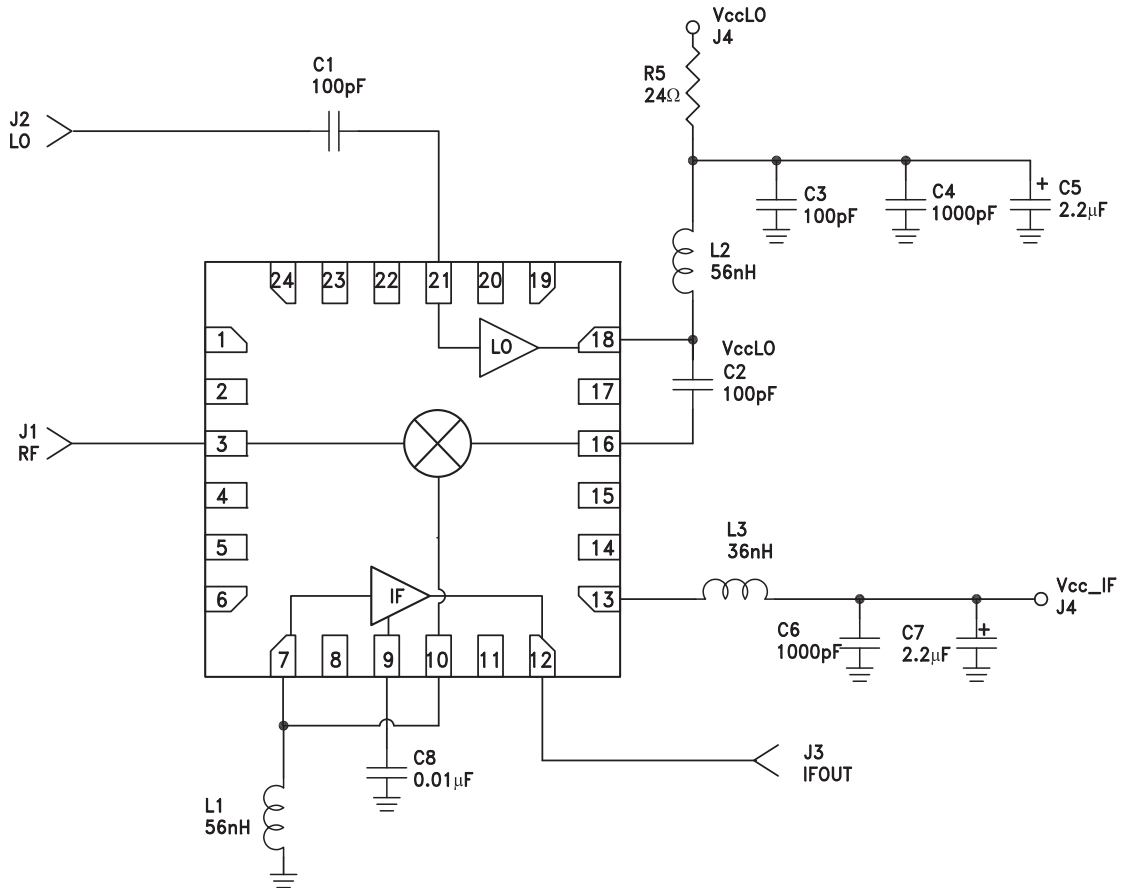 VccLO
J4
R5
24Ω
C1
100pF
J2
LO
C3
100pF
C4
1000pF
+ C5
2.2μF
L2
56nH
24 23 22 21 20 19
1
2
3
4
5
6
LO
18
17
16
15
14
13
VccLO
C2
100pF
J1
RF
L3
36nH
Vcc_IF
J4
C6
1000pF
C7
2.2μF
+
IF
7 8 9 10 11 12
C8
0.01μF
J3
IFOUT
L1
56nH